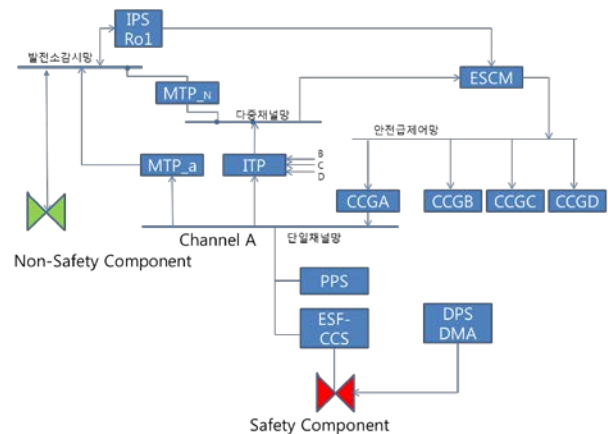 IPS
Ro1
발전소감시망
ESCM
MTP_N
다중채널망
안전급제어망
MTP_a
ITP
B
C
D
CCGA
CCGB
CCGC
CCGD
Channel A
단일채널망
Non-Safety Component
PPS
ESF-
CCS
DPS
DMA
Safety Component